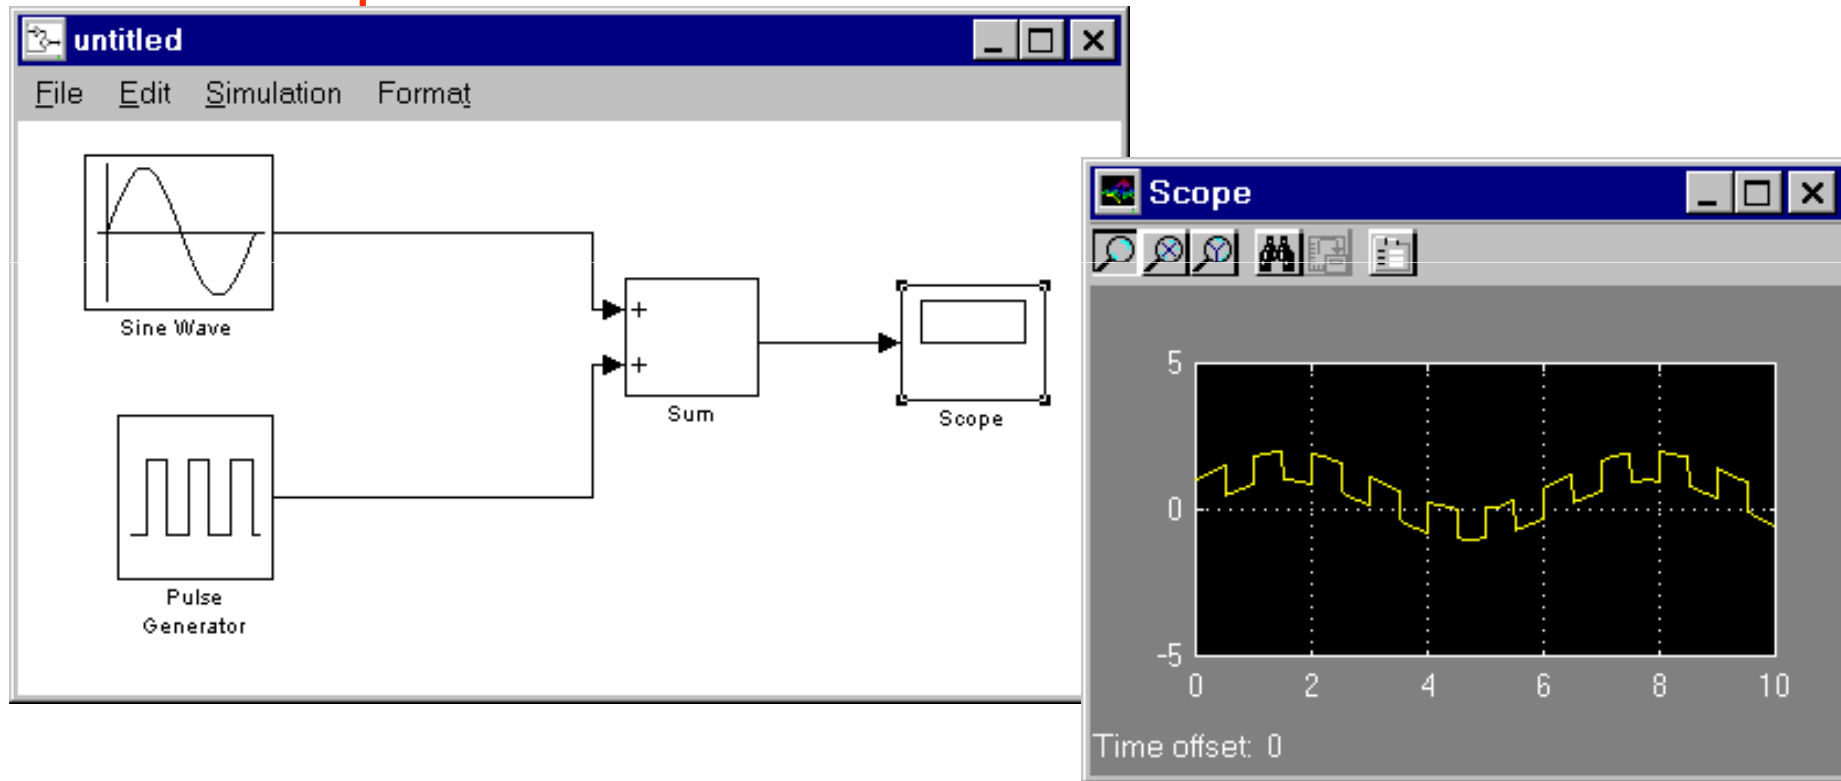 untitled
File Edit Simulation Format
Sine Wave
+
+
Sum
Scope
Pulse
Generator
Scope
5
0
-5
0 2 4 6 8 10
Time offset: 0